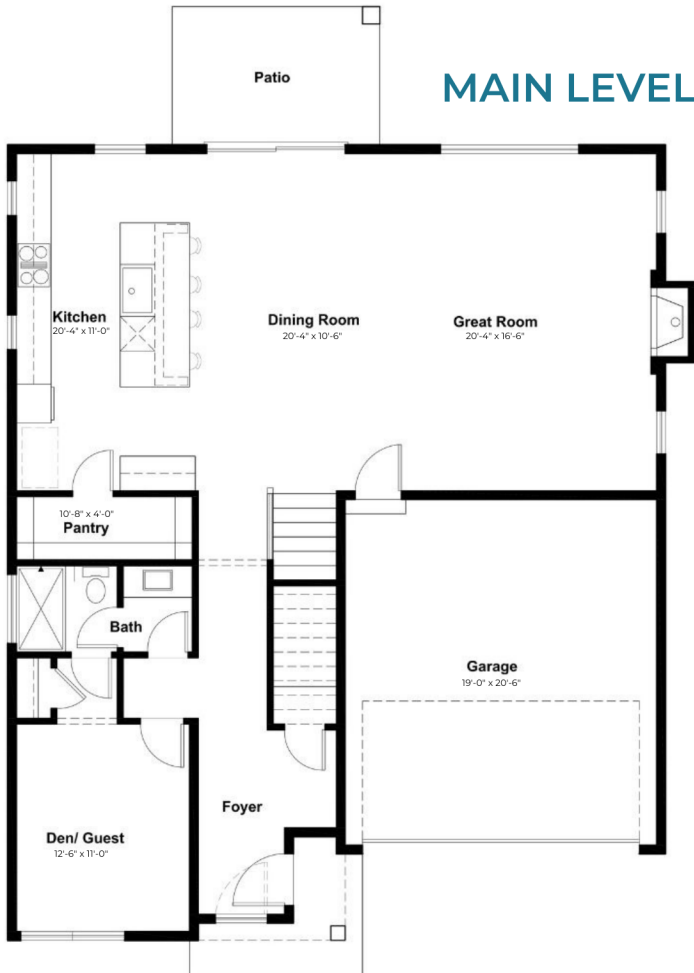 Patio
MAIN LEVEL
Kitchen
20'-4" x 11'-0"
Dining Room
20'-4" x 10'-6"
Great Room
20'-4" x 16'-6"
10'-8" x 4'-0"
Pantry
Bath
Garage
19'-0" x 20'-6"
Foyer
Den/ Guest
12'-6" x 11'-0"